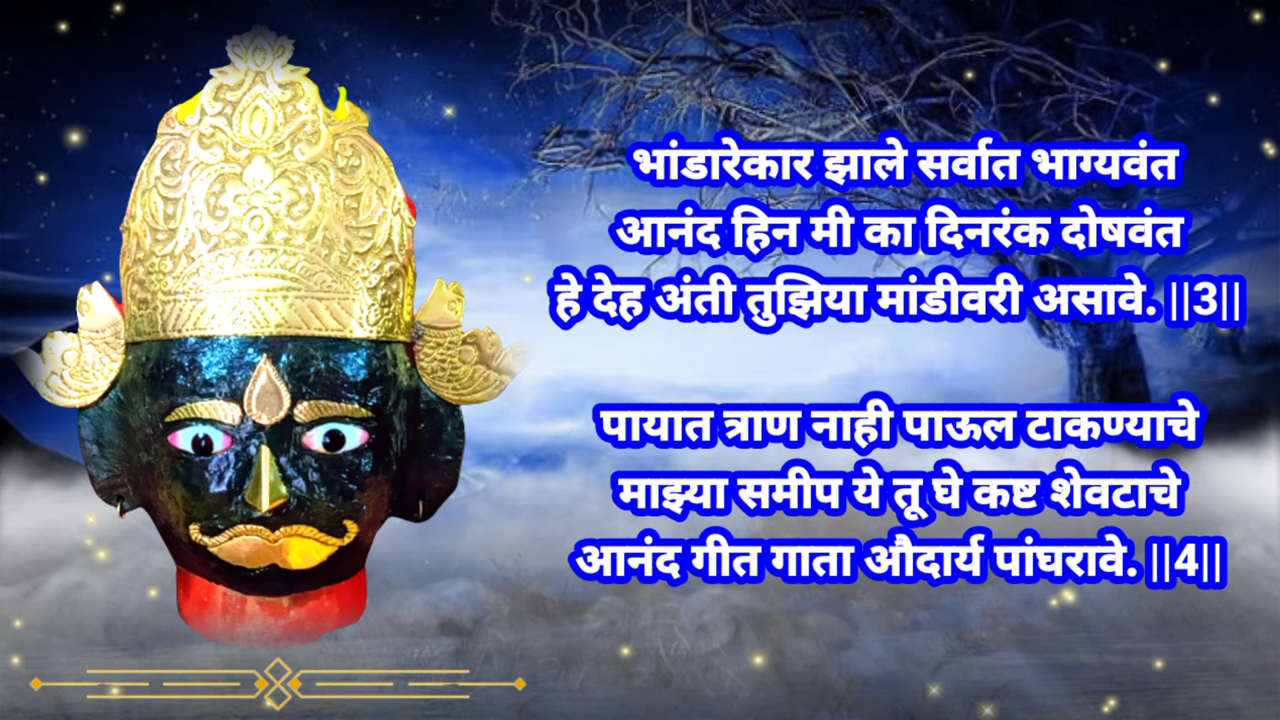 भांडारेकार झाले सर्वात भाग्यवंत
आनंद हिन मी का दिनरंक दोषवंत
हे देह अंती तुझिया मांडीवरी असावे. ||3||
पायात त्राण नाही पाऊल टाकण्याचे
माझ्या समीप ये तू घे कष्ट शेवटाचे
आनंद गीत गाता औदार्य पांघरावे. ||4||